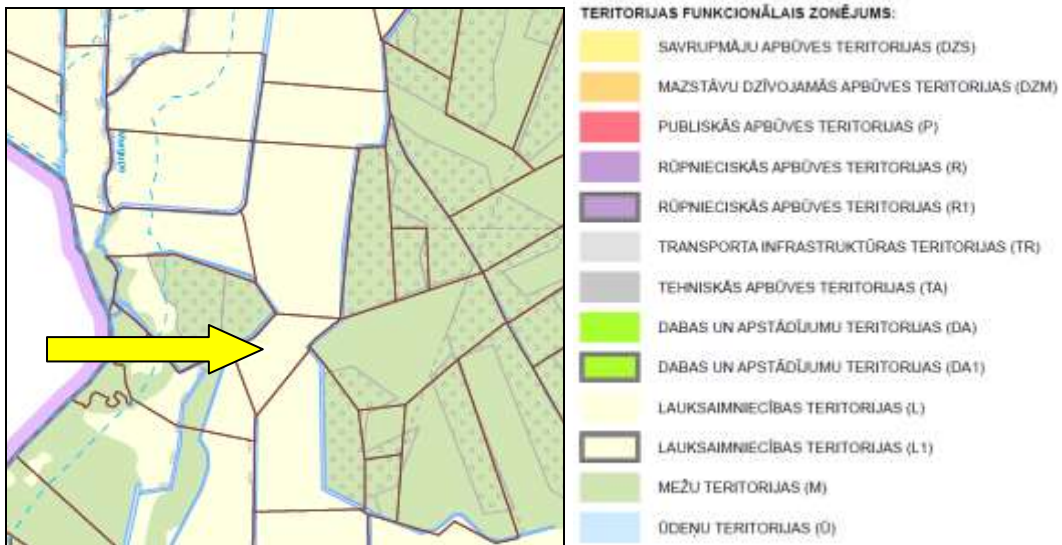 TERITORIJAS FUNKCIONĀLAIS ZONĒJUMS:
SAVRUPMĀJU APBŪVES TERITORIJAS (DZS)
MAZSTĀVU DZĪVOJAMĀS APBŪVES TERITORIJAS (DZM)
PUBLISKĀS APBŪVES TERITORIJAS (P)
RŪPNIECISKĀS APBŪVES TERITORIJAS (R)
RŪPNIECISKĀS APBŪVES TERITORIJAS (R1)
TRANSPORTA INFRASTRUKTŪRAS TERITORIJAS (TR)
TEHNISKĀS APBŪVES TERITORIJAS (TA)
DABAS UN APSTĀDĪJUMU TERITORIJAS (DA)
DABAS UN APSTĀDĪJUMU TERITORIJAS (DA1)
LAUKSAIMNIECĪBAS TERITORIJAS (L)
LAUKSAIMNIECĪBAS TERITORIJAS (L1)
MEŽU TERITORIJAS (M)
ŪDEŅU TERITORIJAS (Ū)